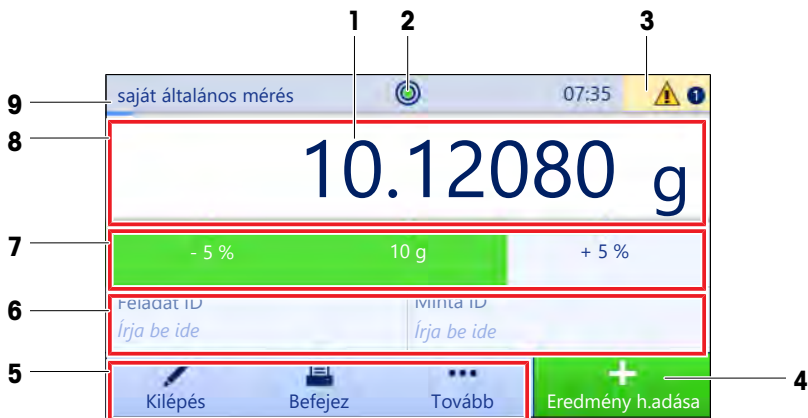 1 2 3
9 saját általános mérés 07:35 1
8 10.12080 g
7 - 5 % 10 g + 5 %
6 Feladat ID Minta ID
Írja be ide Írja be ide
5 Kilépés Befejez Tovább Eredmény h.adása 4